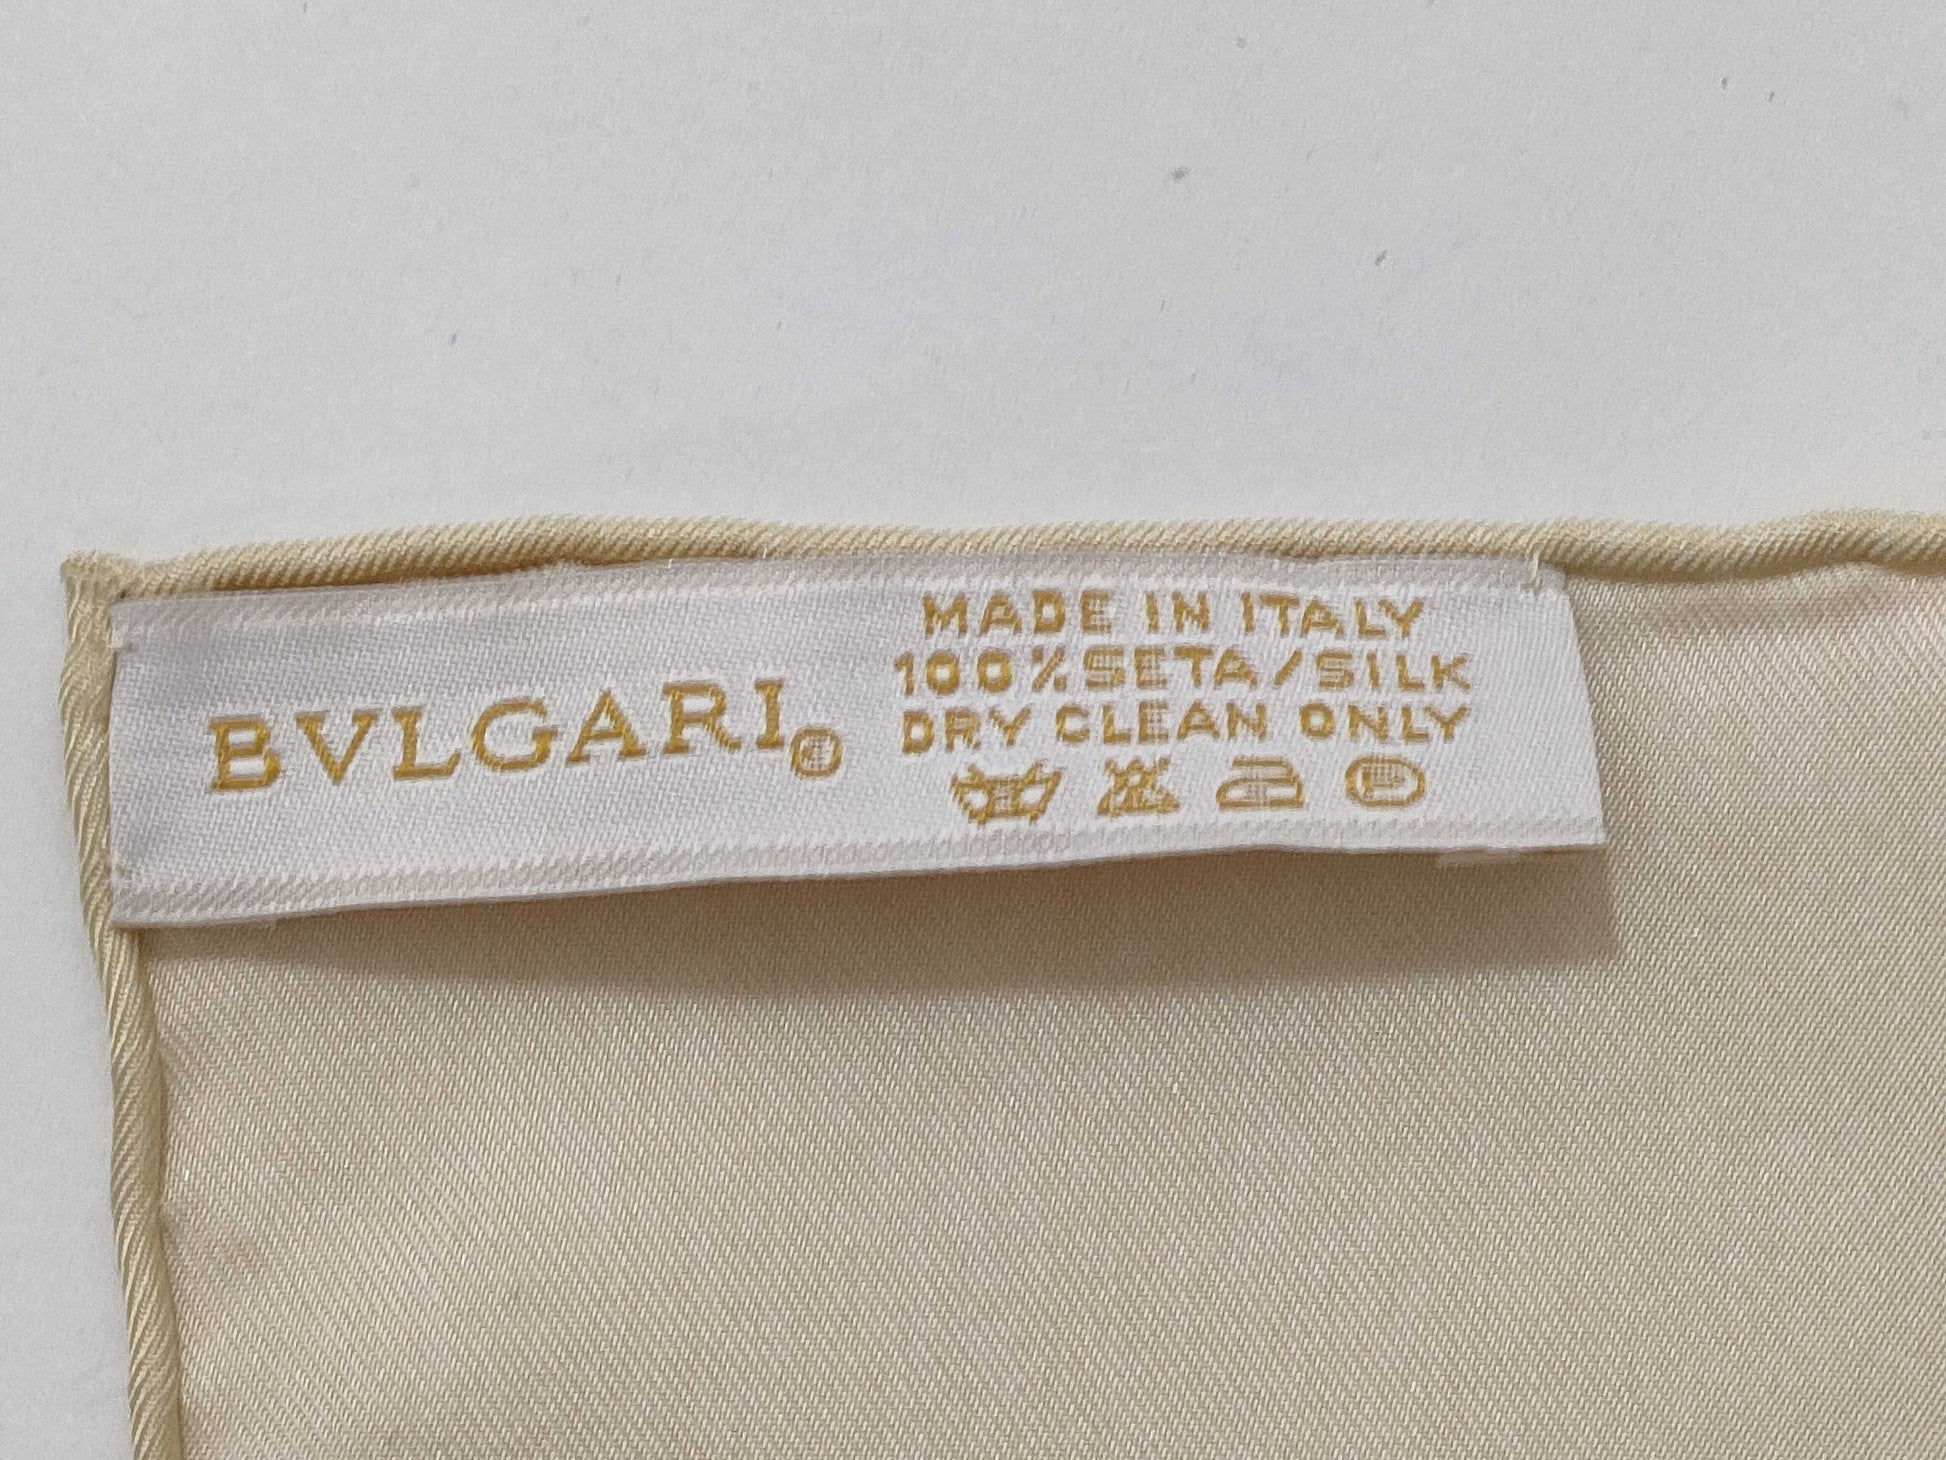 BVLGARI©
MADE IN ITALY
100% SETA/SILK
DRY CLEAN ONLY
P